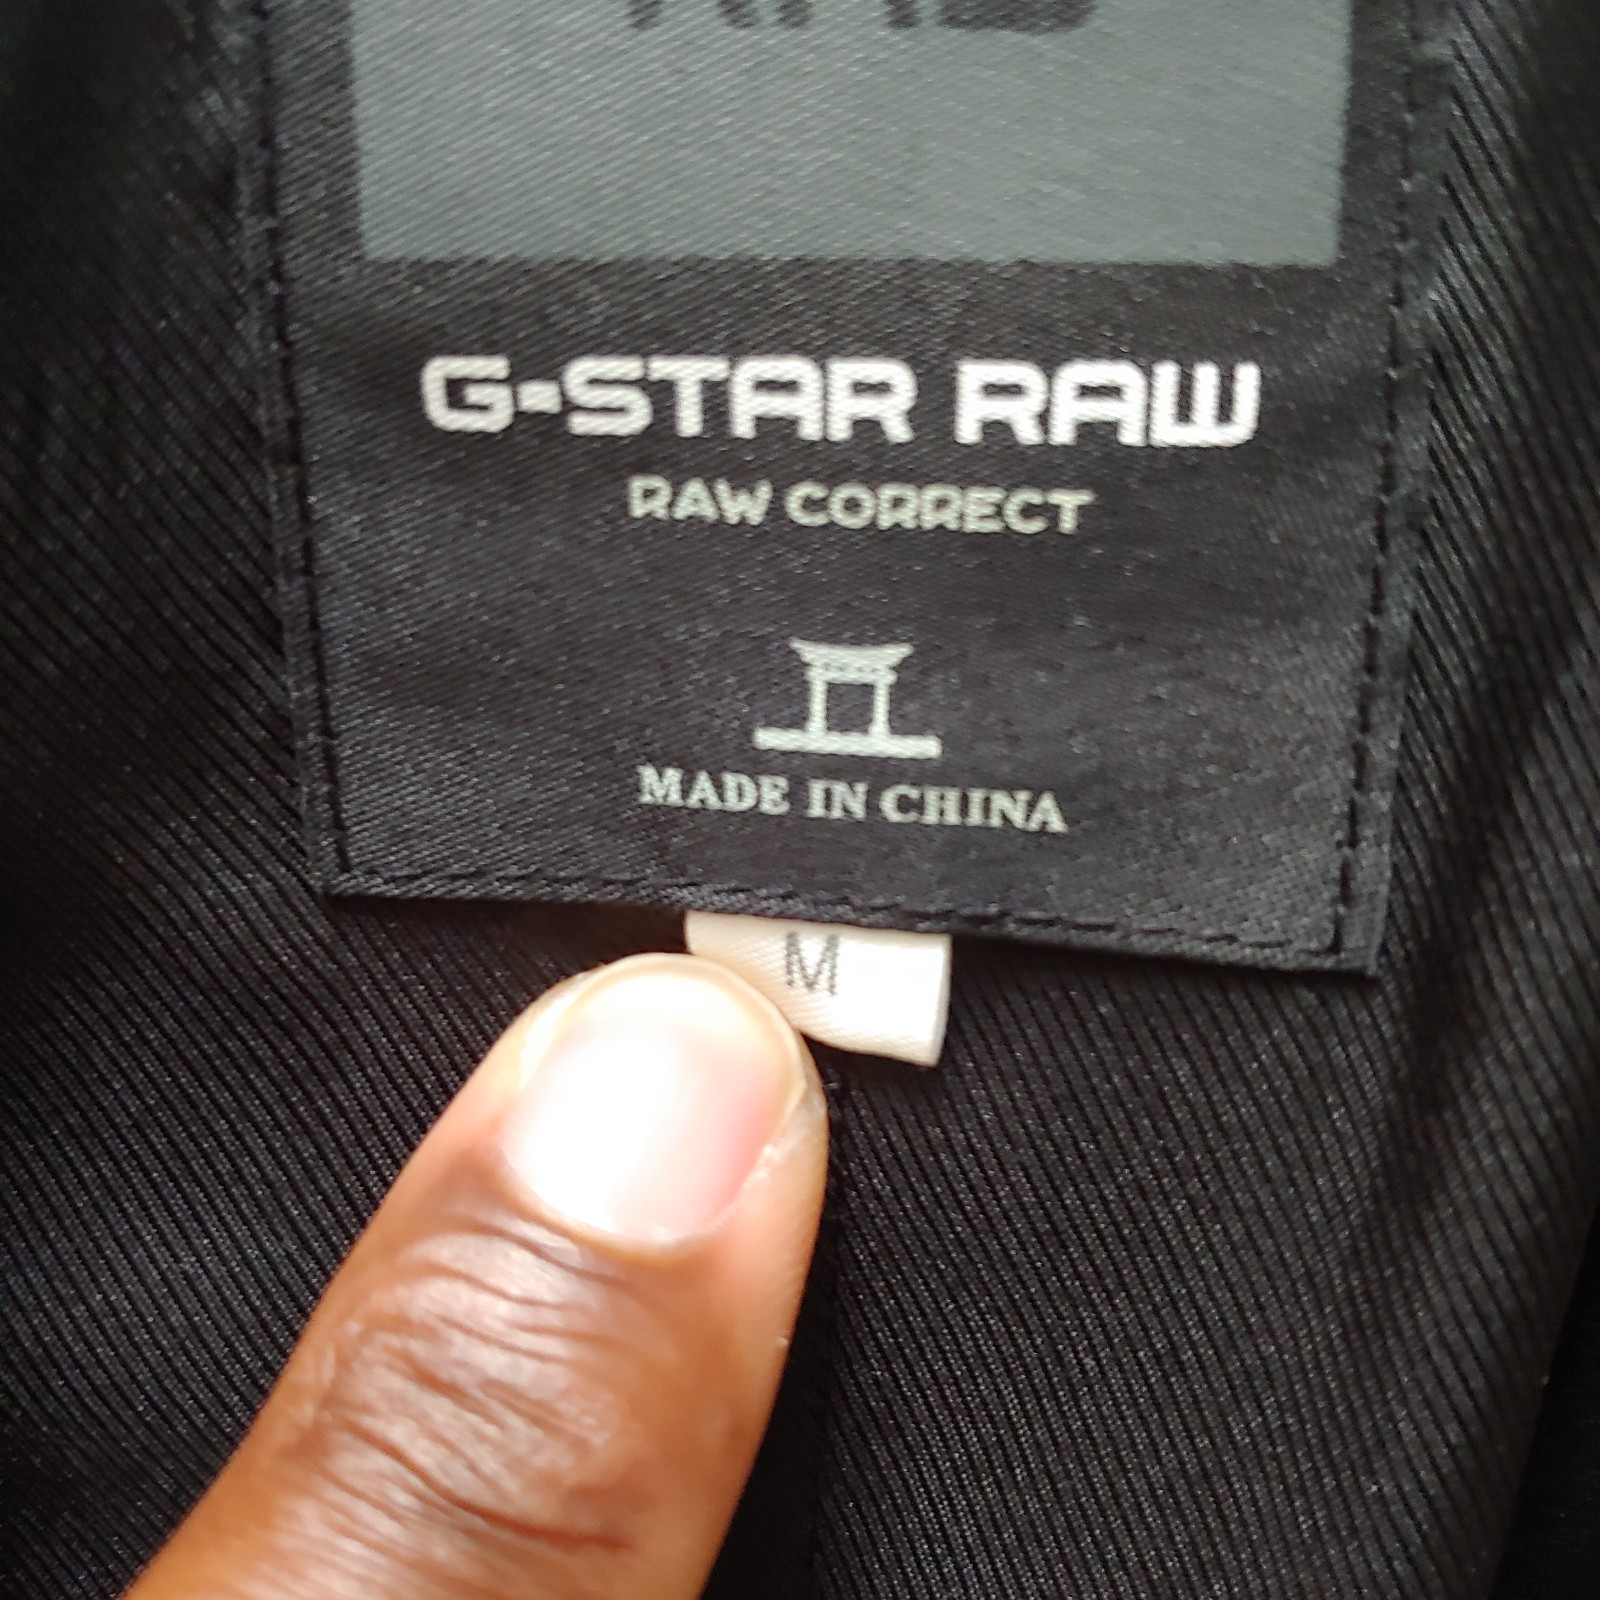 G-STAR RAW
RAW CORRECT
MADE IN CHINA
M